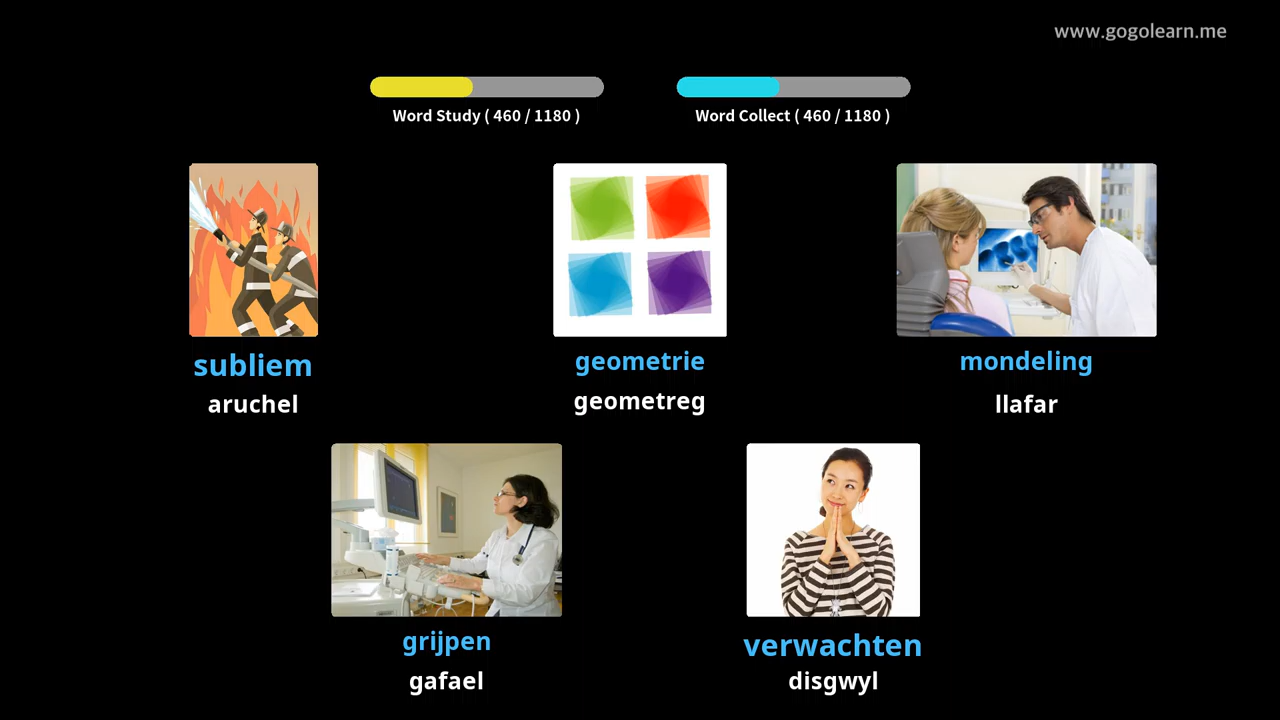 www.gogolearn.me
Word Study ( 460 / 1180 )
Word Collect ( 460 / 1180 )
subliem
aruchel
geometrie
geometreg
mondeling
llafar
grijpen
gafael
verwachten
disgwyl